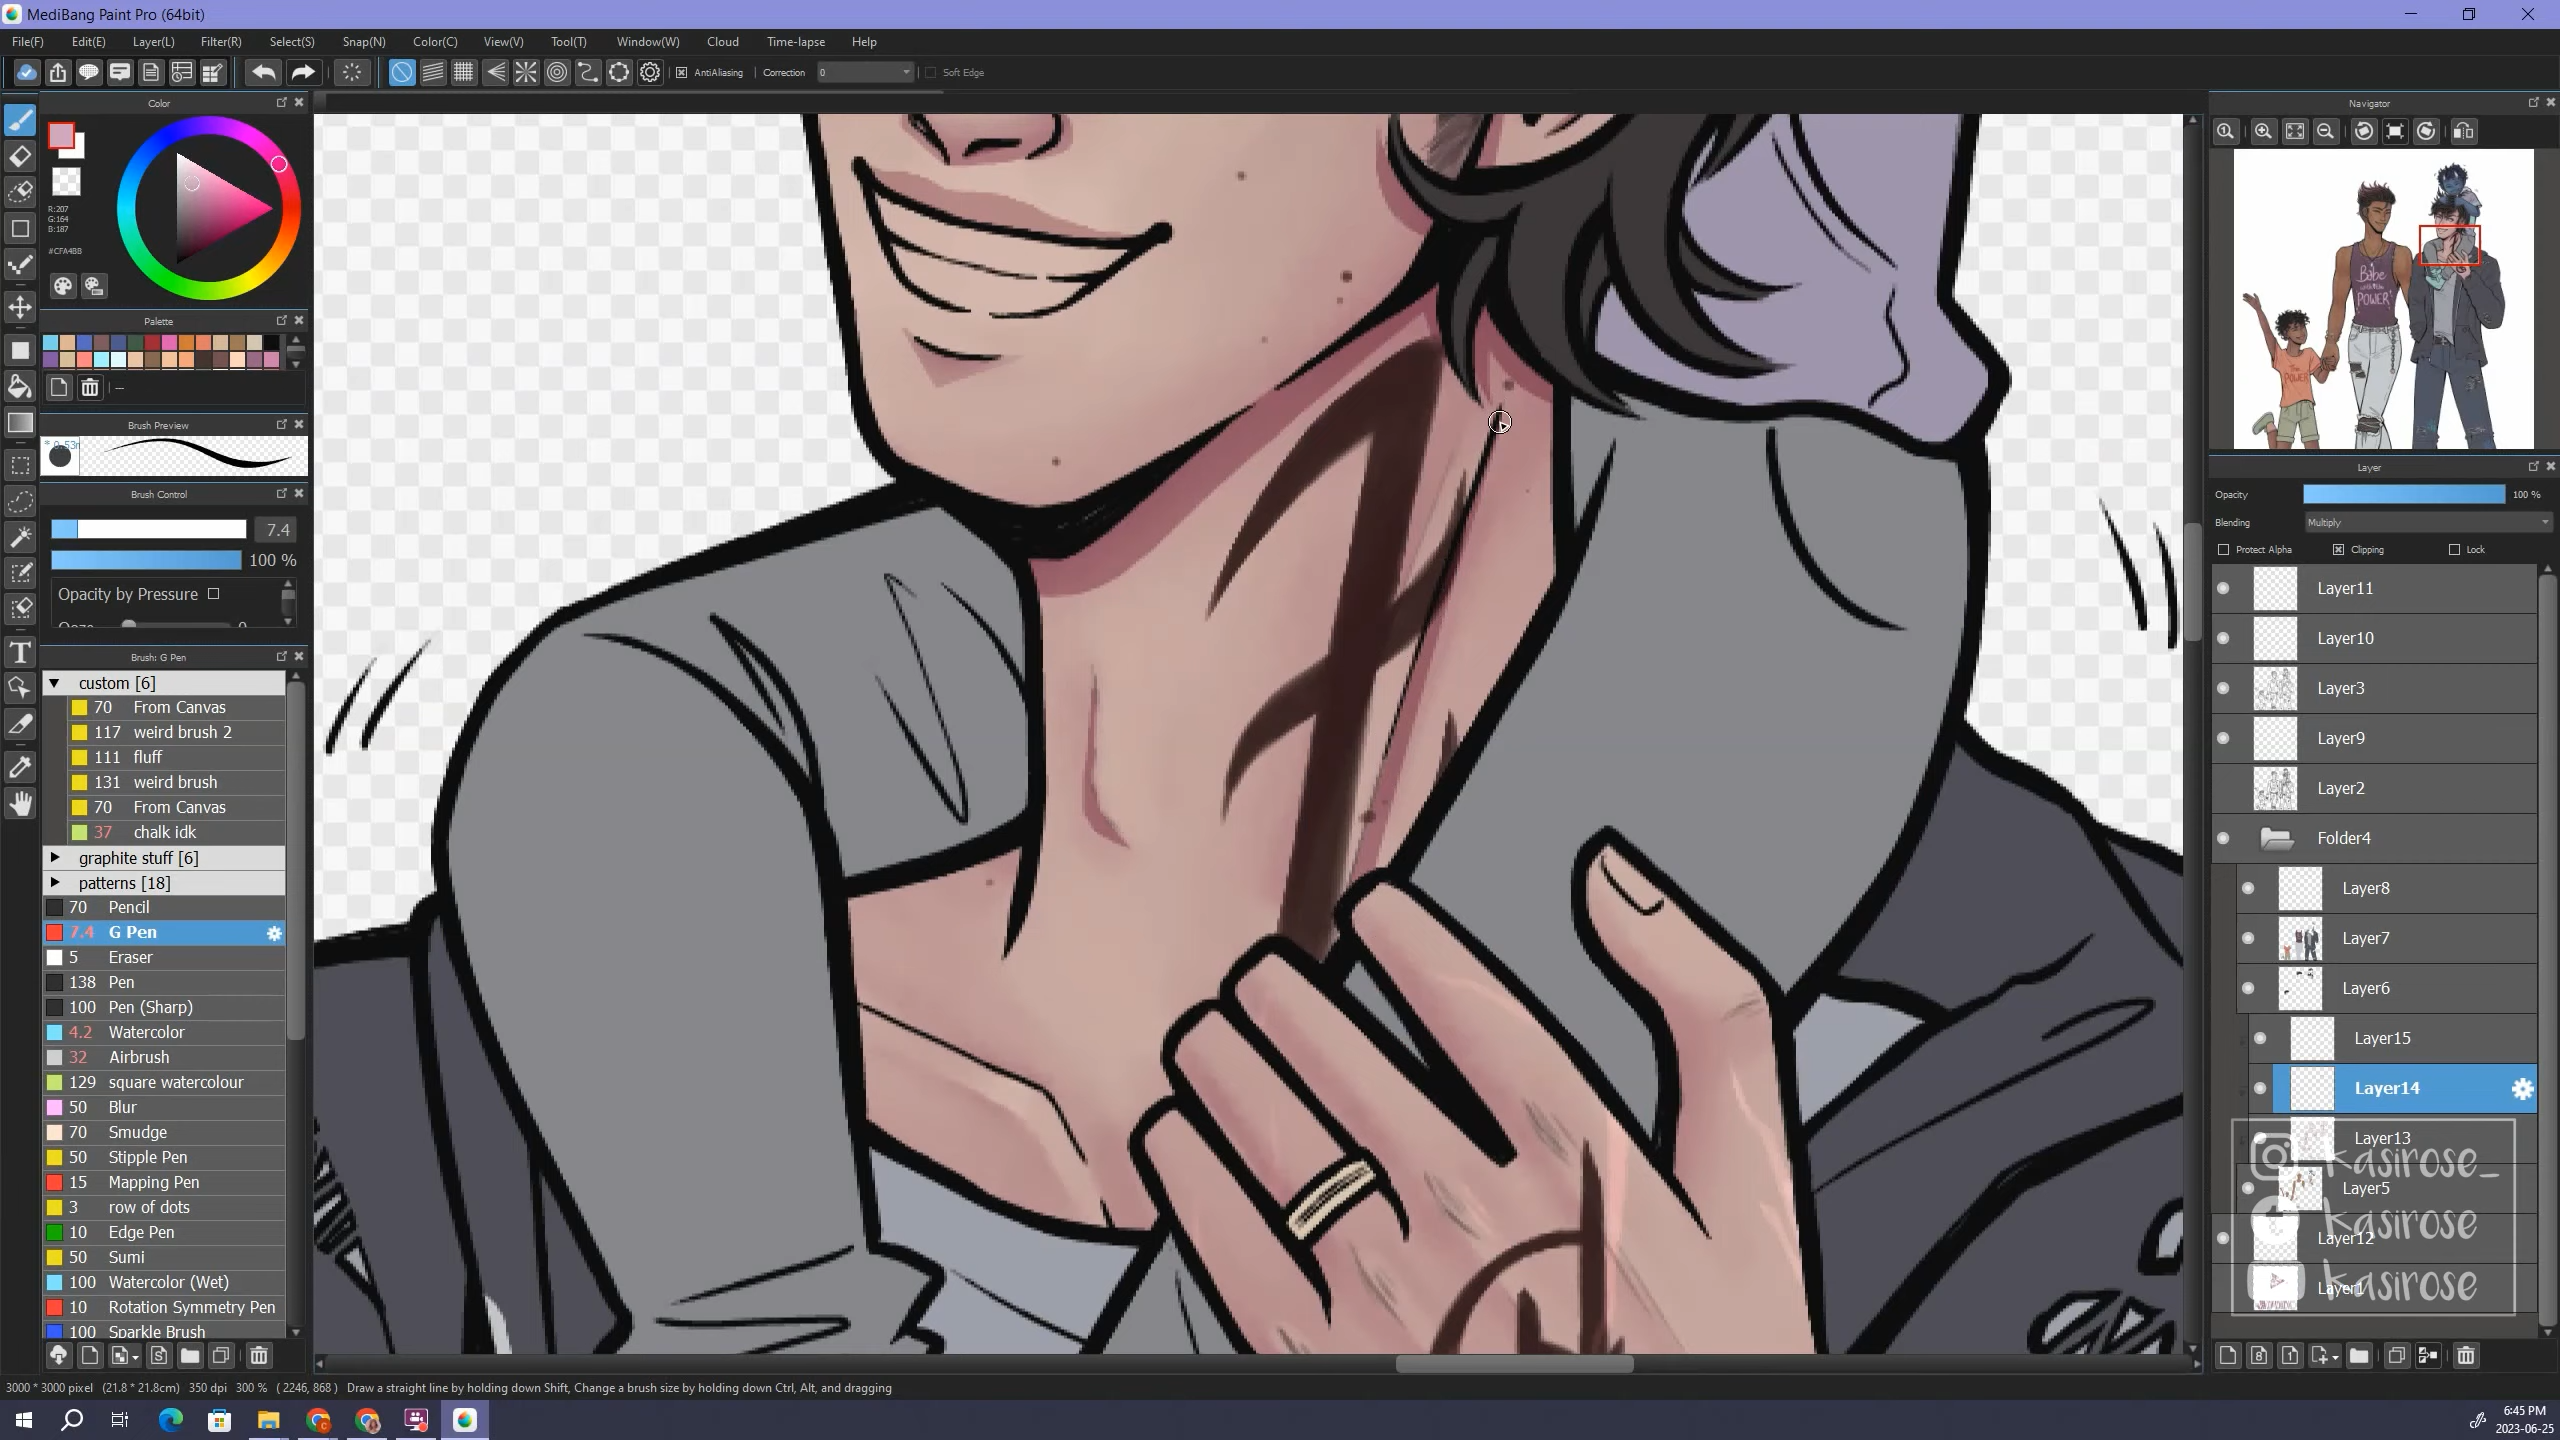 MediBang Paint Pro (64bit)
File(F) Edit(E) Layer(L) Filter(R) Select(S) Snap(N) Color(C) View(V) Tool(T) Window(W) Cloud Time-lapse Help
AntiAliasing Correction 0 Soft Edge
Color
R:207
G:164
B:187
#CFA4BB
Palette
--
Brush Preview
Brush Control
7.4
100 %
Opacity by Pressure
Brush: G Pen
custom [6]
70 From Canvas
117 weird brush 2
111 fluff
131 weird brush
70 From Canvas
37 chalk idk
graphite stuff [6]
patterns [18]
70 Pencil
7.4 G Pen
5 Eraser
138 Pen
100 Pen (Sharp)
4.2 Watercolor
32 Airbrush
129 square watercolour
50 Blur
70 Smudge
50 Stipple Pen
15 Mapping Pen
3 row of dots
10 Edge Pen
50 Sumi
100 Watercolor (Wet)
10 Rotation Symmetry Pen
100 Sparkle Brush
Navigator
Babe
with the
POWER
The
POWER
Layer
Opacity 100 %
Blending Multiply
Protect Alpha Clipping Lock
Layer11
Layer10
Layer3
Layer9
Layer2
Folder4
Layer8
Layer7
Layer6
Layer15
Layer14
Layer13
kasirose_
Layer5
kasirose
Layer12
kasirose
Layer1
3000 * 3000 pixel (21.8 * 21.8cm) 350 dpi 300 % ( 2246, 868 ) Draw a straight line by holding down Shift, Change a brush size by holding down Ctrl, Alt, and dragging
6:45 PM
2023-06-25